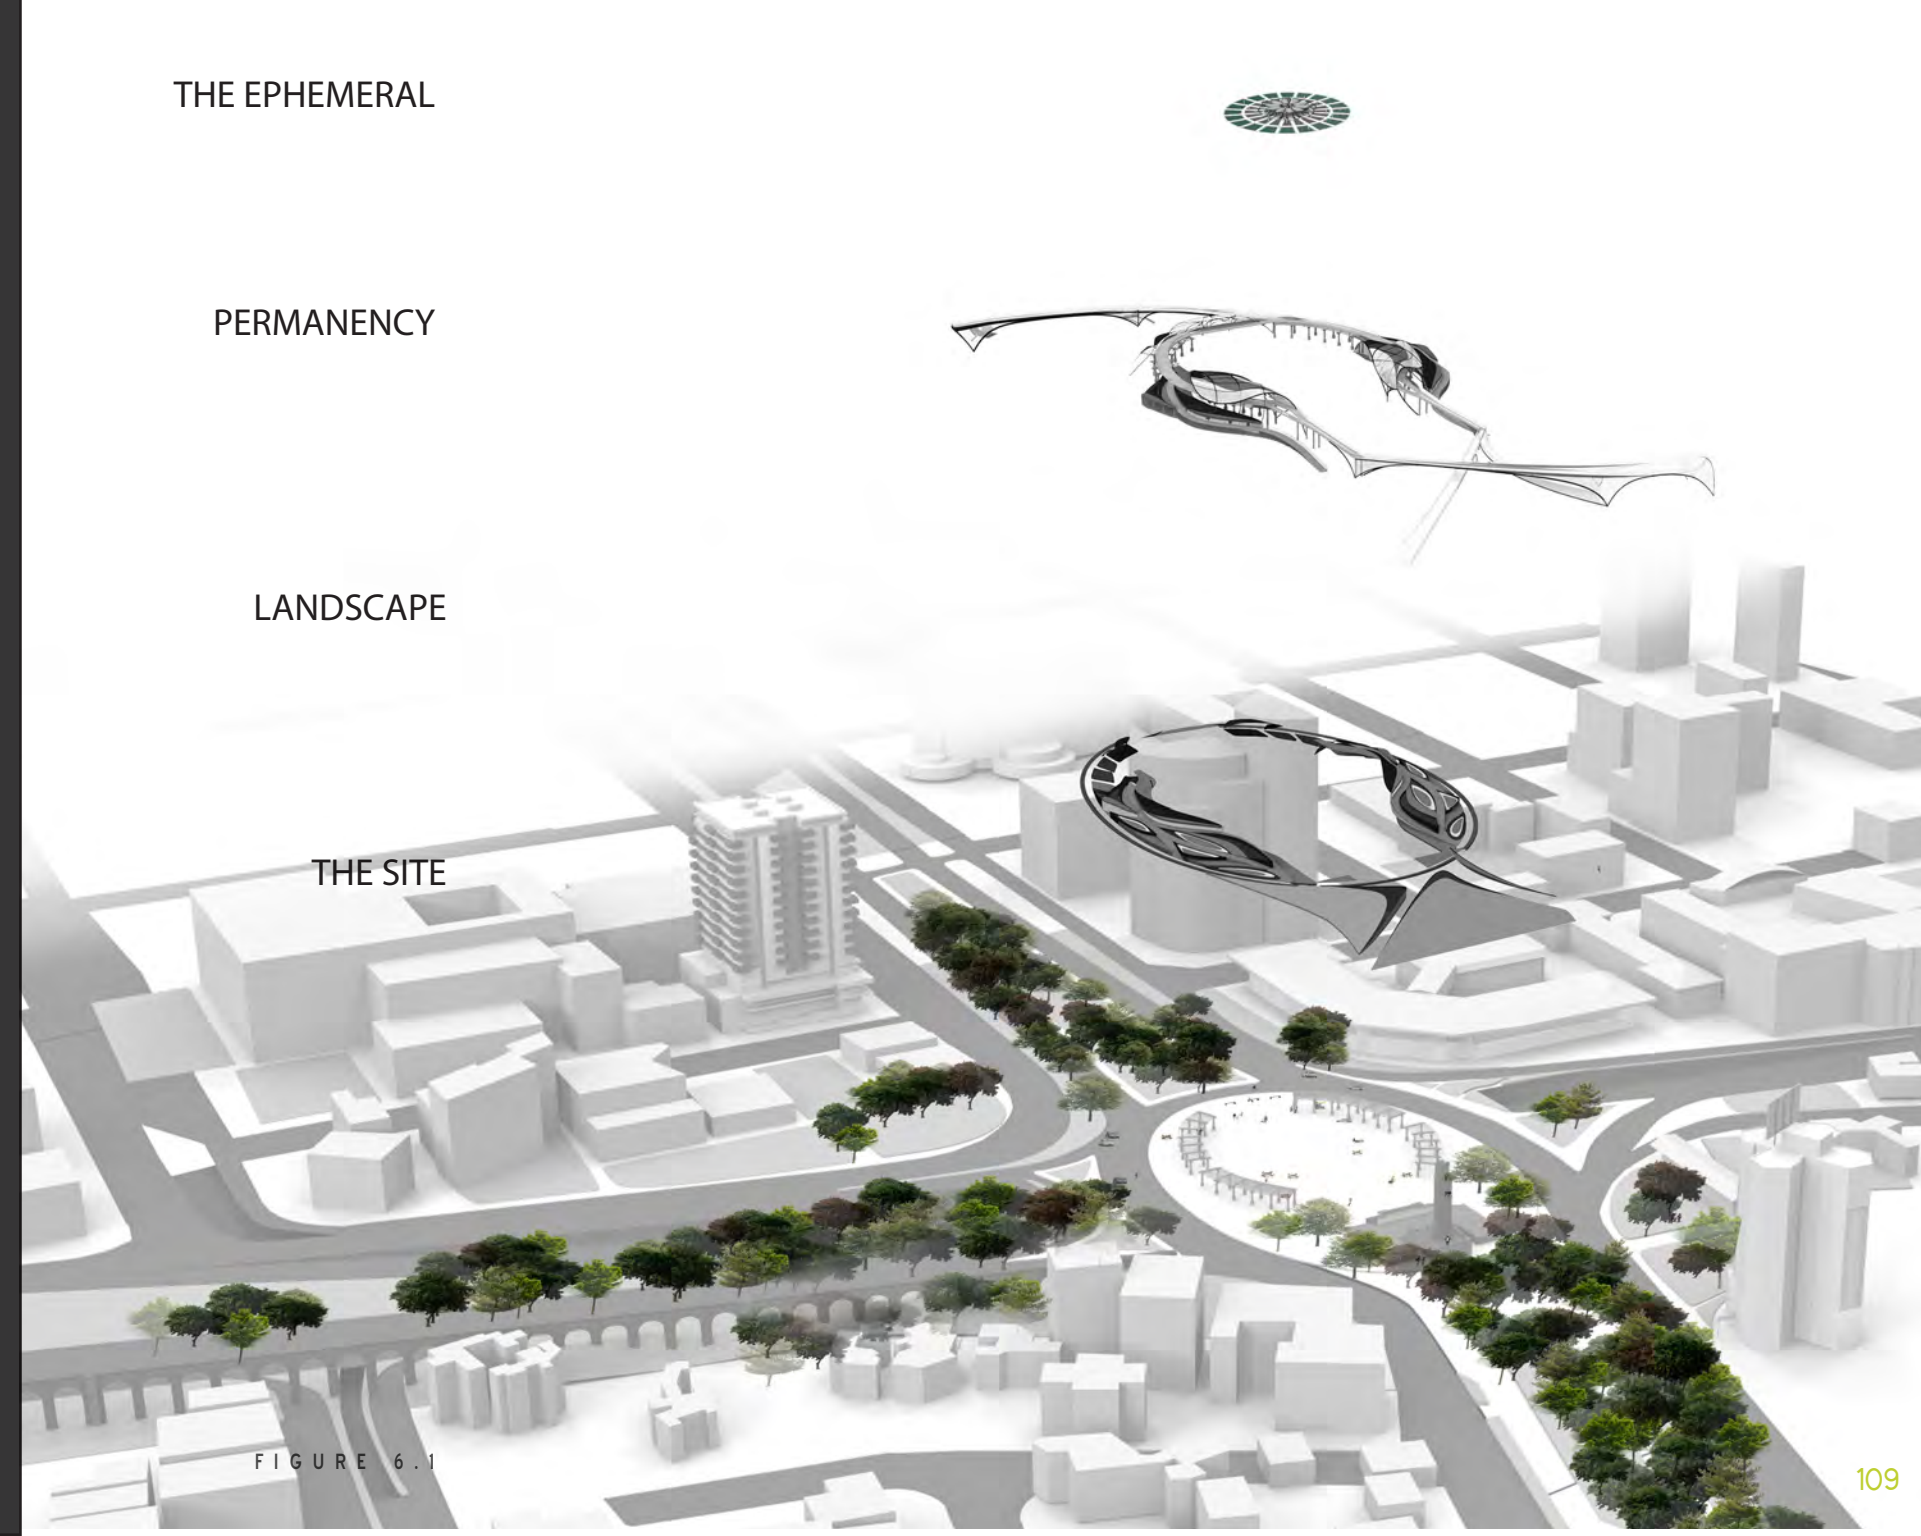 THE EPHEMERAL
PERMANENCY
LANDSCAPE
THE SITE
FIGURE 6.1
109